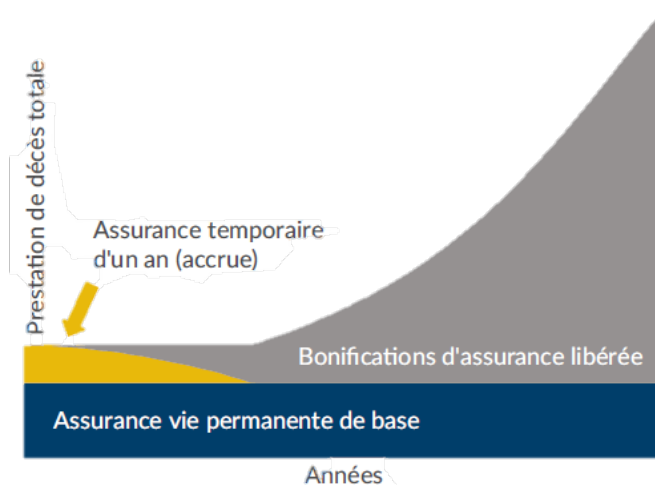 Prestation de décès totale
Assurance temporaire
d'un an (accrue)
Bonifications d'assurance libérée
Assurance vie permanente de base
Années